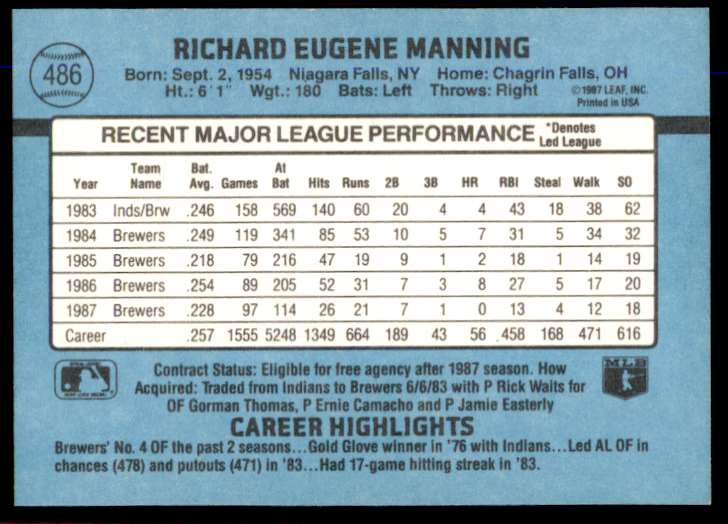 486
RICHARD EUGENE MANNING
Born: Sept. 2, 1954 Niagara Falls, NY Home: Chagrin Falls, OH
Ht.: 6'1" Wgt.: 180 Bats: Left Throws: Right
©1987 LEAF, INC.
Printed in USA
RECENT MAJOR LEAGUE PERFORMANCE *Denotes
Led League
Year Team Name Bat. Avg. Games At Bat Hits Runs 2B 3B HR RBI Steal Walk SO
1983 Inds/Brw .246 158 569 140 60 20 4 4 43 18 38 62
1984 Brewers .249 119 341 85 53 10 5 7 31 5 34 32
1985 Brewers .218 79 216 47 19 9 1 2 18 1 14 19
1986 Brewers .254 89 205 52 31 7 3 8 27 5 17 20
1987 Brewers .228 97 114 26 21 7 1 0 13 4 12 18
Career .257 1555 5248 1349 664 189 43 56 458 168 471 616
Contract Status: Eligible for free agency after 1987 season. How
Acquired: Traded from Indians to Brewers 6/6/83 with P Rick Waits for
OF Gorman Thomas, P Ernie Camacho and P Jamie Easterly
MLB
CAREER HIGHLIGHTS
Brewers' No. 4 OF the past 2 seasons...Gold Glove winner in '76 with Indians...Led AL OF in
chances (478) and putouts (471) in '83...Had 17-game hitting streak in '83.